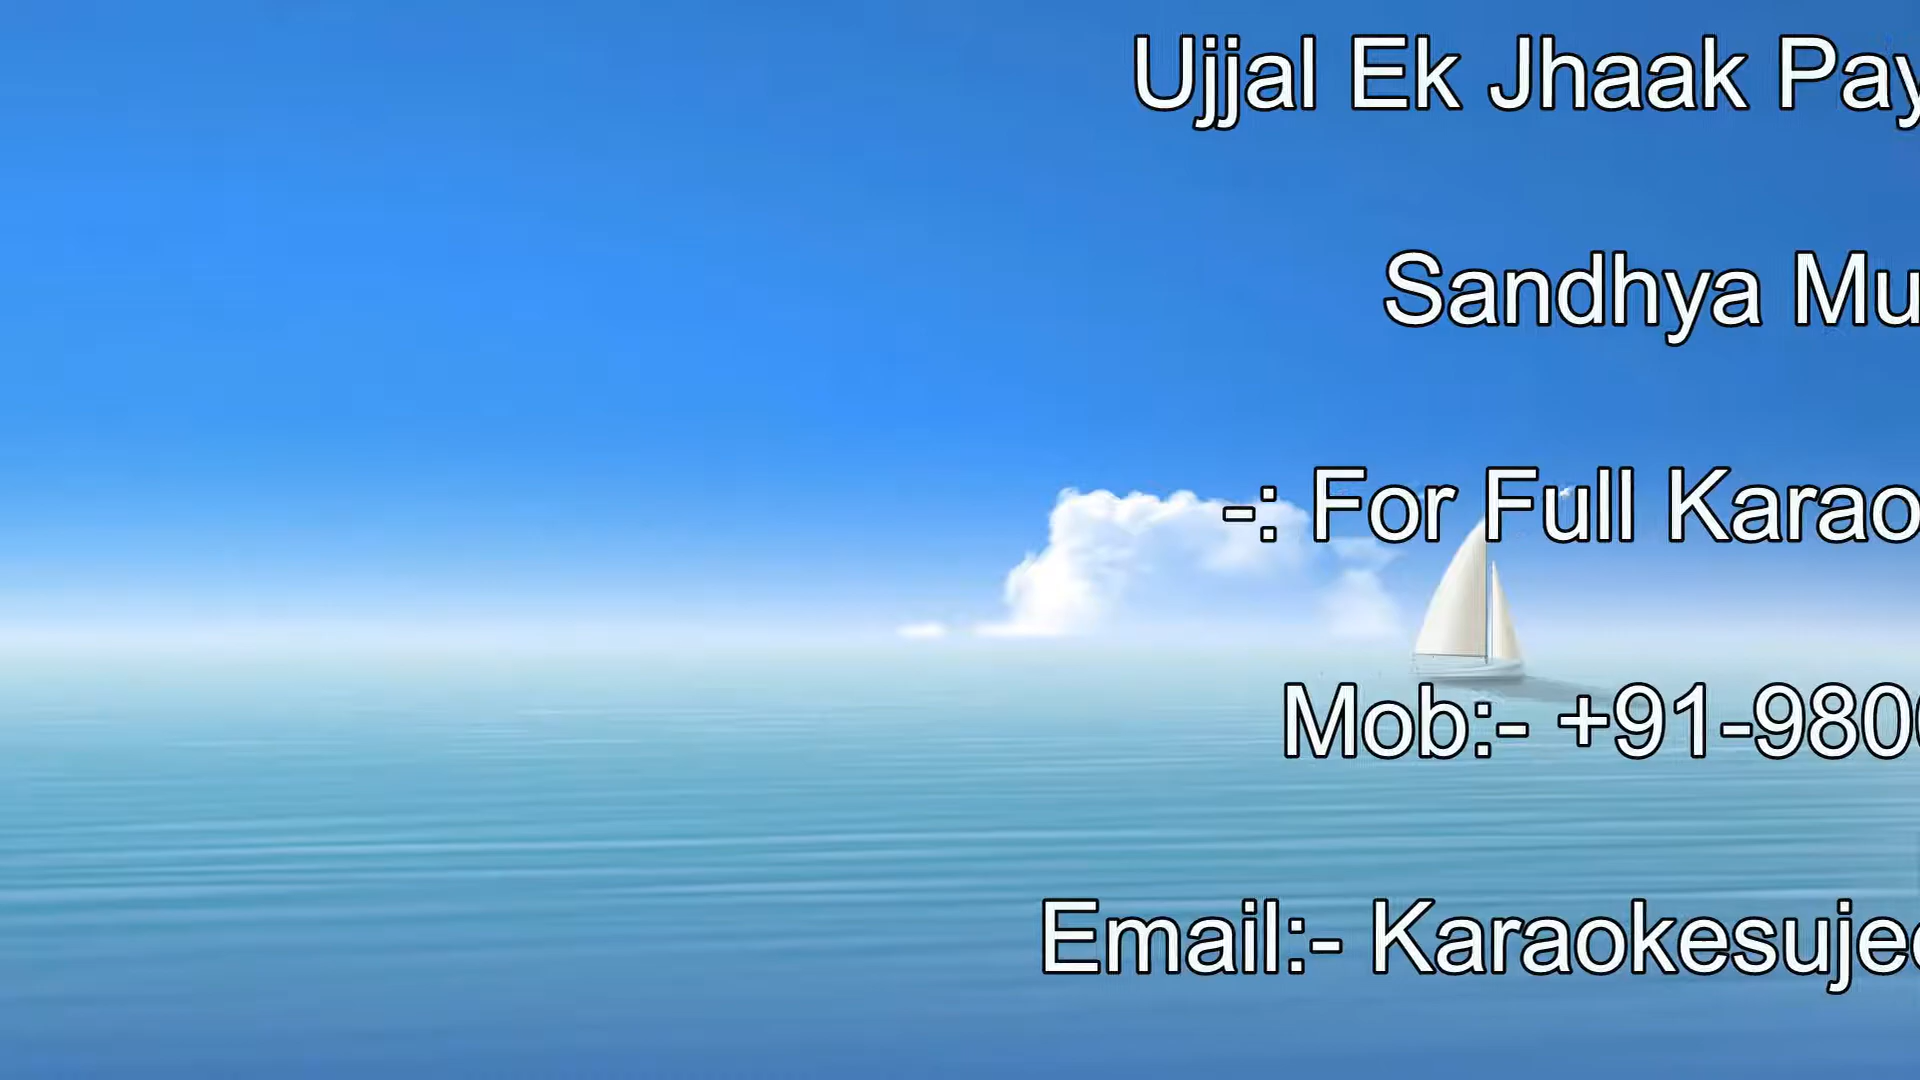 Ujjal Ek Jhaak Pay
Sandhya Mu
-: For Full Karao
Mob:- +91-980
Email:- Karaokesuje